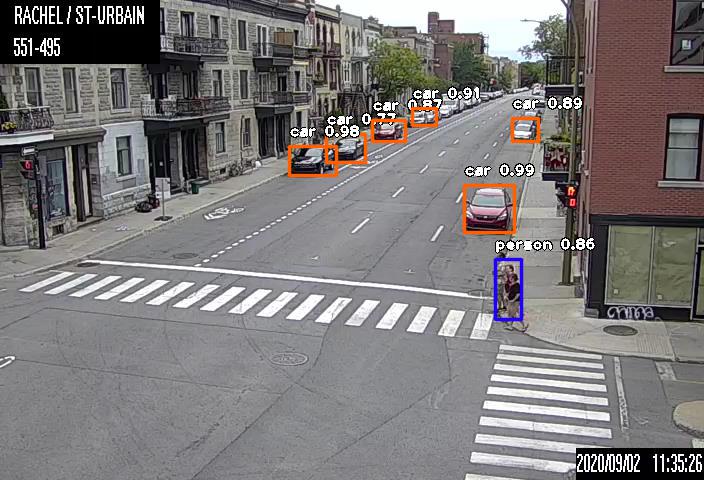 RACHEL / ST-URBAIN
551-495
car 0.91
car 0.87
car 0.89
car 0.77
car 0.98
car 0.99
person 0.86
2020/09/02 11:35:26